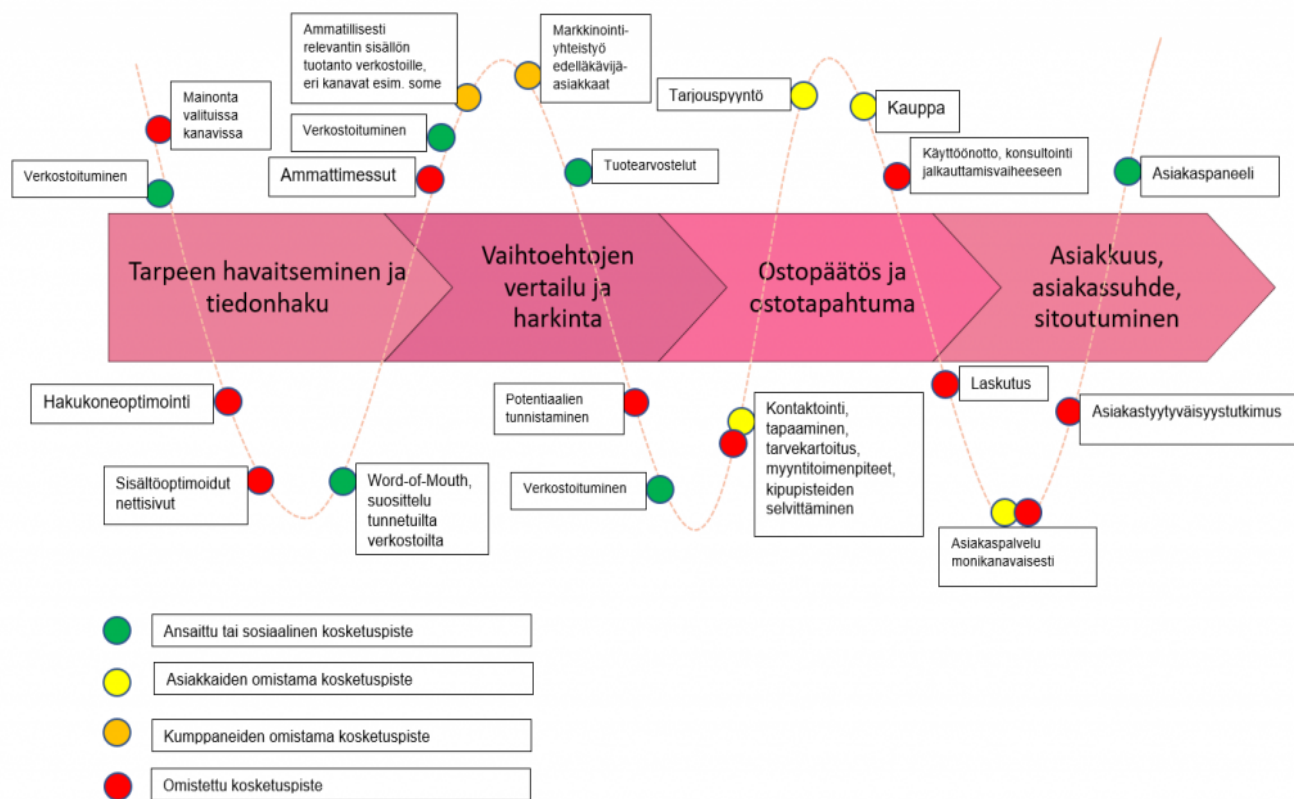 Ammatillisesti
relevantin sisällön
tuotanto verkostoille,
eri kanavat esim. some
Markkinointi-
yhteistyö
edelläkävijä-
asiakkaat
Mainonta
valituissa
kanavissa
Tarjouspyyntö
Kauppa
Verkostoituminen
Verkostoituminen
Ammattimessut
Tuotearvostelut
Käyttöönotto, konsultointi
jalkauttamisvaiheeseen
Asiakaspaneeli
Tarpeen havaitseminen ja
tiedonhaku
Vaihtoehtojen
vertailu ja
harkinta
Ostopäätös ja
ostotapahtuma
Asiakkuus,
asiakassuhde,
sitoutuminen
Hakukoneoptimointi
Sisältöoptimoidut
nettisivut
Word-of-Mouth,
suosittelu
tunnetuilta
verkostoilta
Potentiaalien
tunnistaminen
Verkostoituminen
Kontaktointi,
tapaaminen,
tarvekartoitus,
myyntitoimenpiteet,
kipupisteiden
selvittäminen
Laskutus
Asiakastyytyväisyystutkimus
Asiakaspalvelu
monikanavaisesti
Ansaittu tai sosiaalinen kosketuspiste
Asiakkaiden omistama kosketuspiste
Kumppaneiden omistama kosketuspiste
Omistettu kosketuspiste